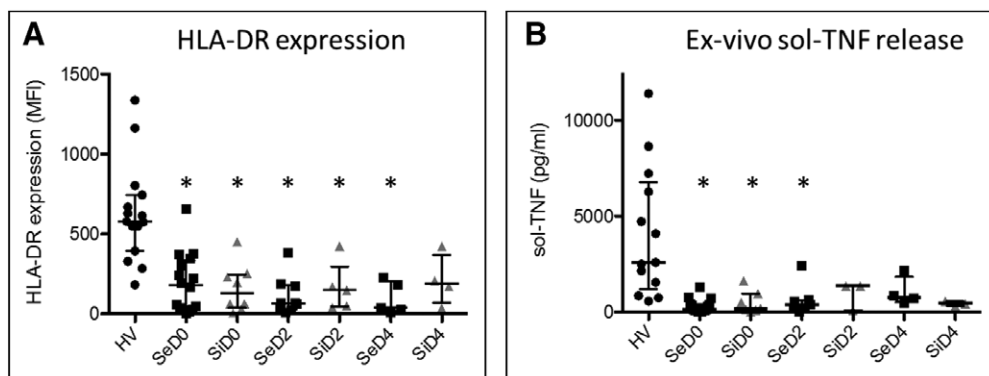 A
HLA-DR expression
HLA-DR expression (MFI)
1500
1000
500
0
* * * * *
HV SeD0 SiD0 SeD2 SiD2 SeD4 SiD4
B
Ex-vivo sol-TNF release
sol-TNF (pg/ml)
10000
5000
0
* * *
HV SeD0 SiD0 SeD2 SiD2 SeD4 SiD4